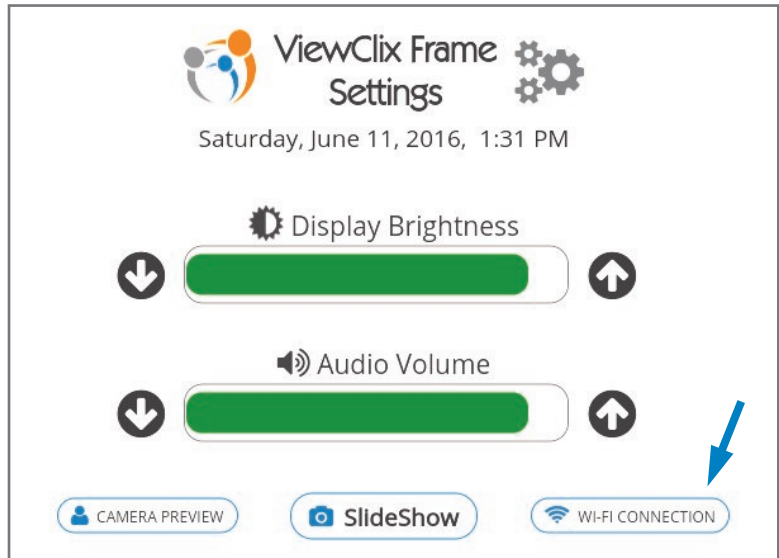 ViewClix Frame
Settings
Saturday, June 11, 2016, 1:31 PM
Display Brightness
Audio Volume
CAMERA PREVIEW
SlideShow
WI-FI CONNECTION